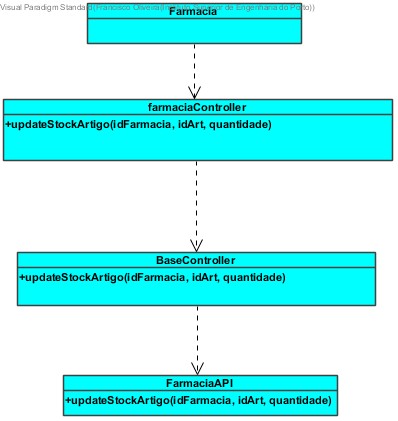 Visual Paradigm Standard(Francisco Oliveira(Instituto Superior de Engenharia do Porto))
Farmacia
farmaciaController
+updateStockArtigo(idFarmacia, idArt, quantidade)
BaseController
+updateStockArtigo(idFarmacia, idArt, quantidade)
FarmaciaAPI
+updateStockArtigo(idFarmacia, idArt, quantidade)